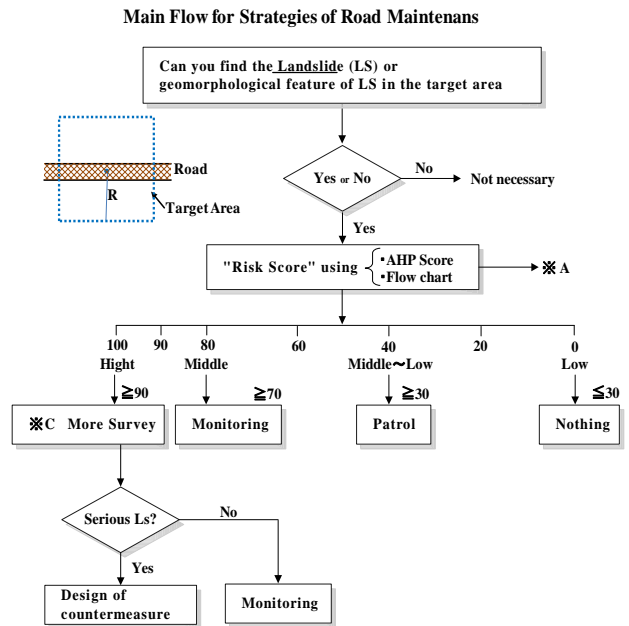 Main Flow for Strategies of Road Maintenans
Can you find the Landslide (LS) or
geomorphological feature of LS in the target area
Road
R
Target Area
Yes or No
No
Not necessary
Yes
"Risk Score" using
・AHP Score
・Flow chart
※ A
100 90 80 60 40 20 0
Hight Middle Middle～Low Low
≧90 ≧70 ≧30 ≦30
※C More Survey
Monitoring
Patrol
Nothing
Serious Ls?
No
Yes
Design of
countermeasure
Monitoring